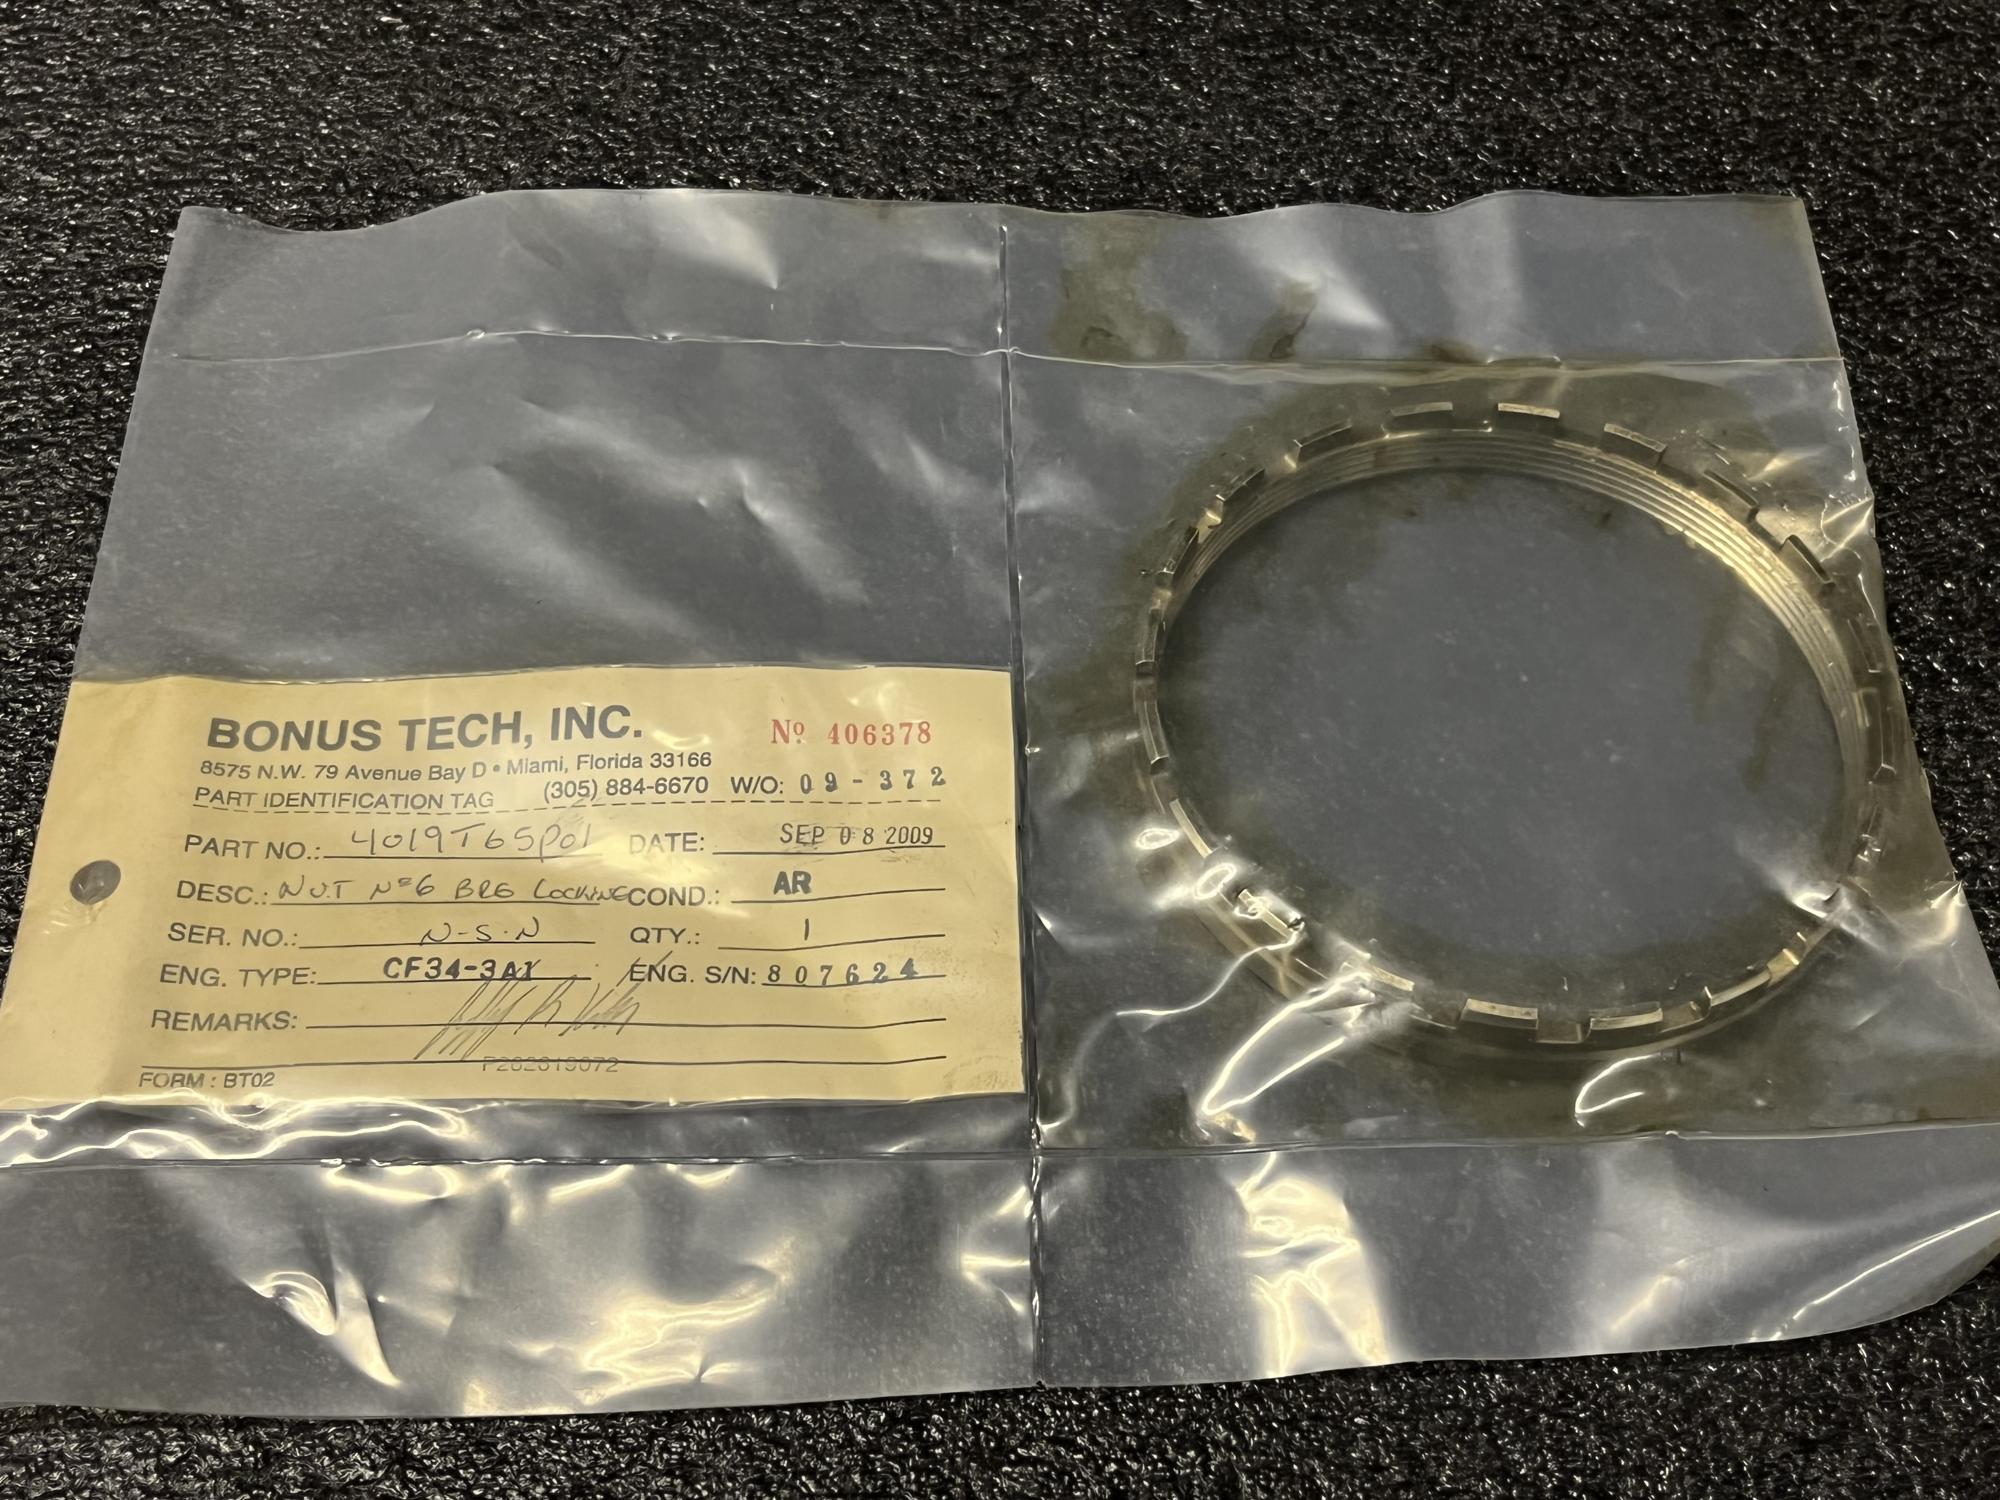 BONUS TECH, INC. Nº 406378
8575 N.W. 79 Avenue Bay D • Miami, Florida 33166
PART IDENTIFICATION TAG (305) 884-6670 W/O: 09-372
PART NO.: 4019T65P01 DATE: SEP 08 2009
DESC.: NUT Nº6 BRG LOCKING COND.: AR
SER. NO.: N-S-N QTY.: 1
ENG. TYPE: CF34-3A1 ENG. S/N: 807624
REMARKS:
FORM : BT02